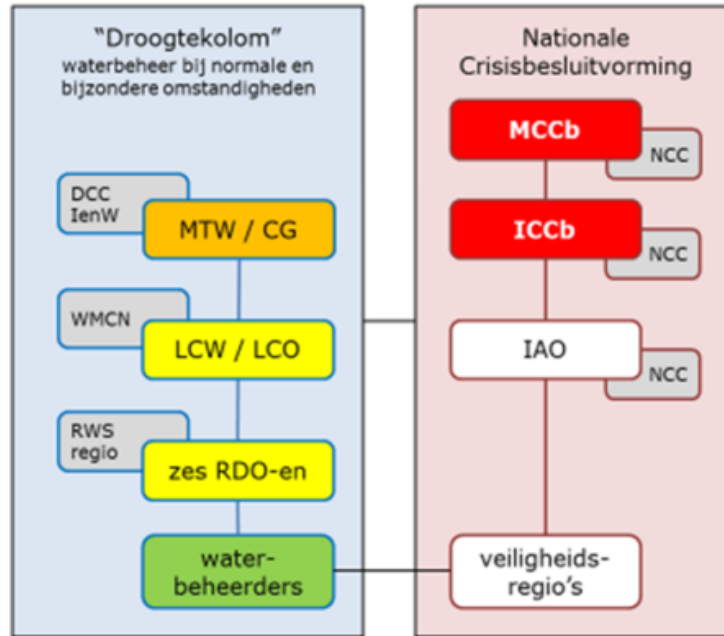 “Droogtekolom”
waterbeheer bij normale en
bijzondere omstandigheden
DCC
IenW
MTW / CG
WMCN
LCW / LCO
RWS
regio
zes RDO-en
water-
beheerders
Nationale
Crisisbesluitvorming
MCCb
NCC
ICCb
NCC
IAO
NCC
veiligheids-
regio’s